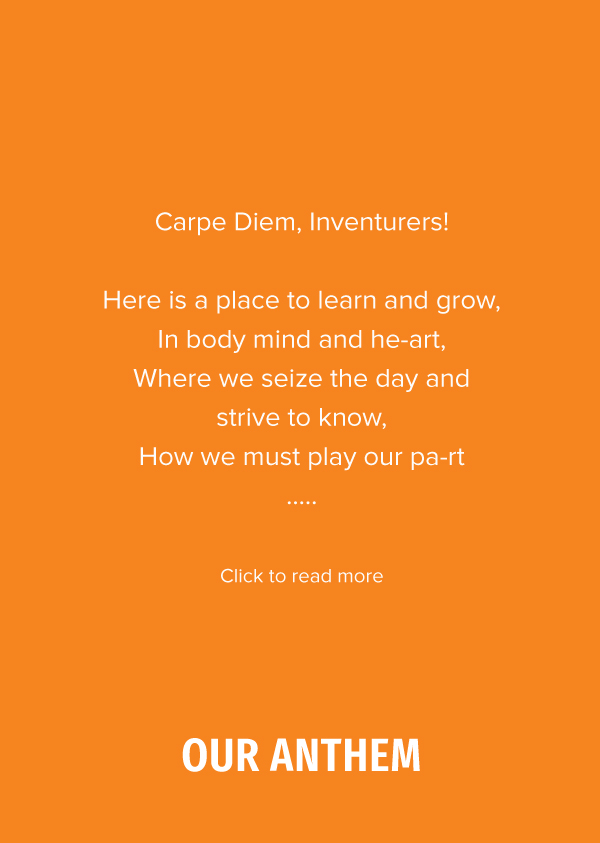 Carpe Diem, Inventurers!
Here is a place to learn and grow,
In body mind and he-art,
Where we seize the day and
strive to know,
How we must play our pa-rt
.....
Click to read more
OUR ANTHEM